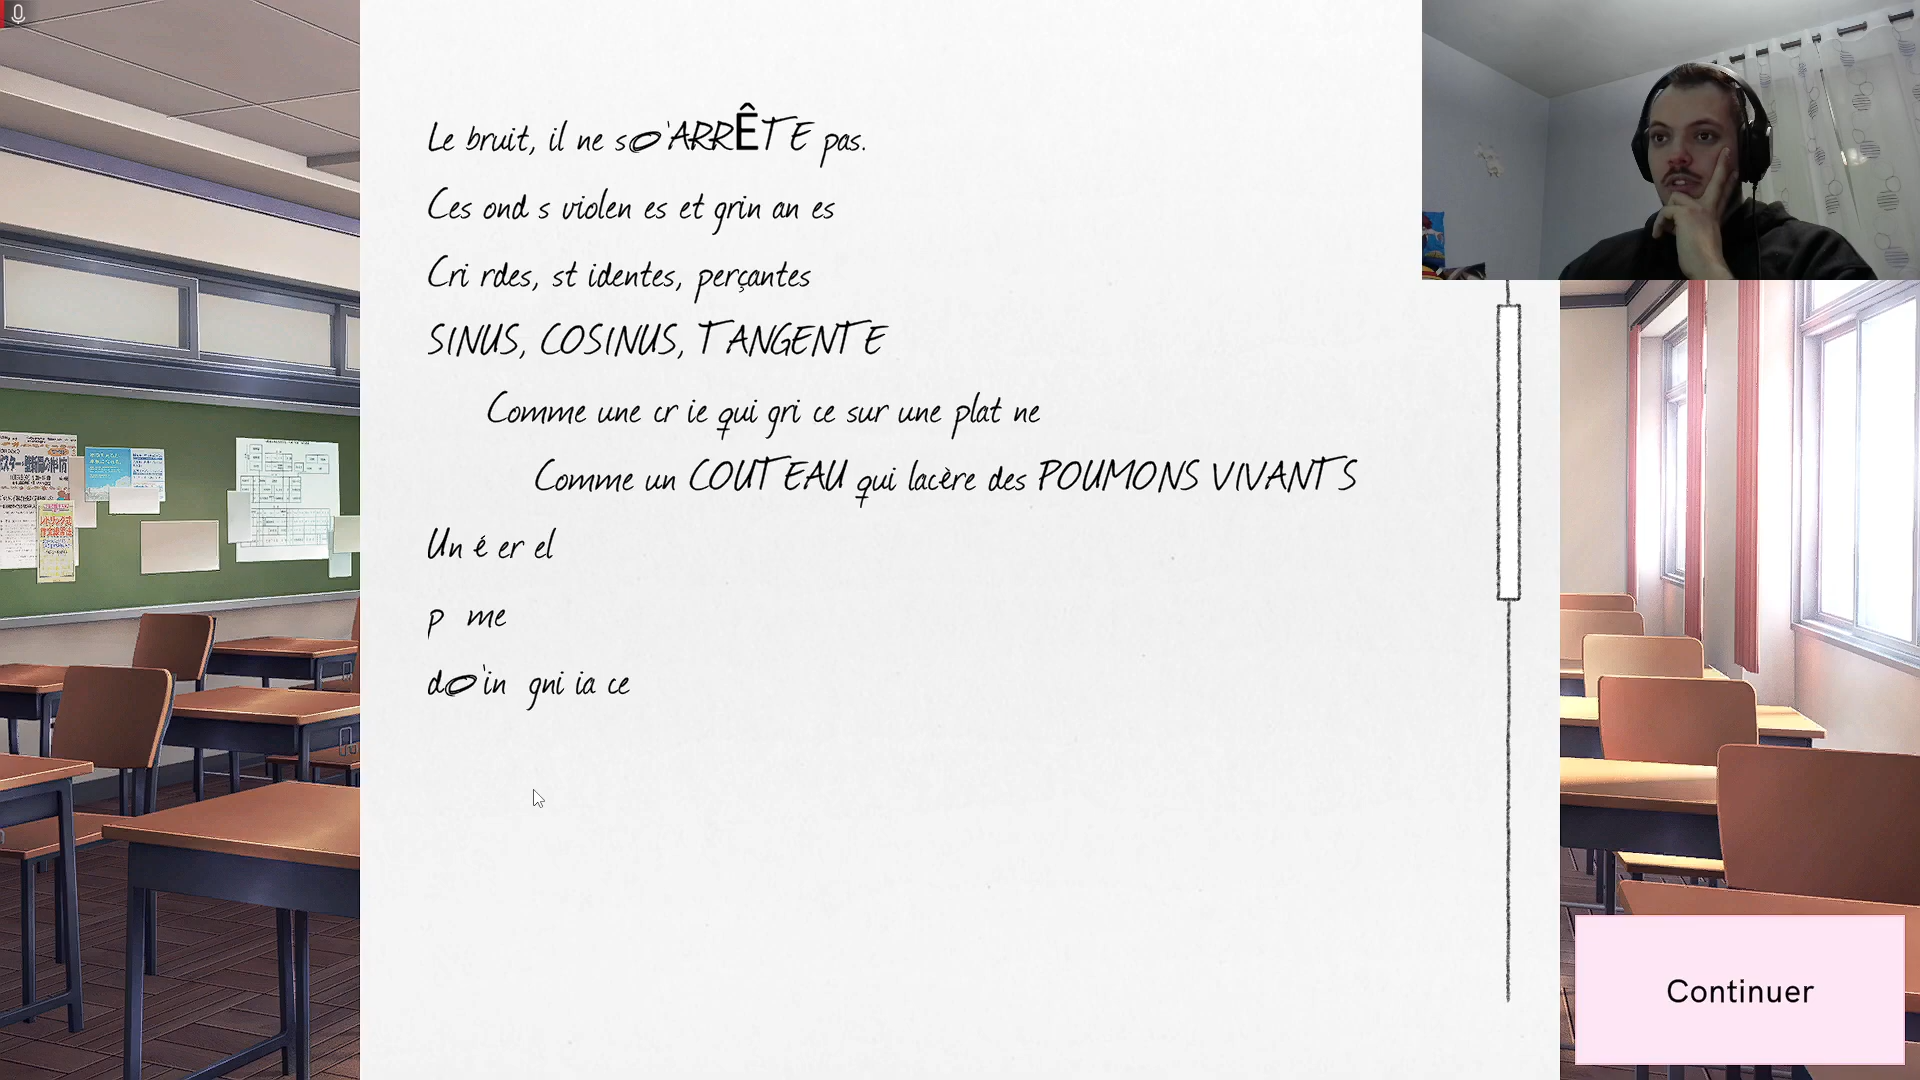 Le bruit, il ne s'ARRÊTE pas.
Ces ond s violen es et grin an es
Cri rdes, st identes, perçantes
SINUS, COSINUS, TANGENTE
Comme une cr ie qui gri ce sur une plat ne
Comme un COUTEAU qui lacère des POUMONS VIVANTS
Un é er el
p me
d'in gni ia ce
Continuer